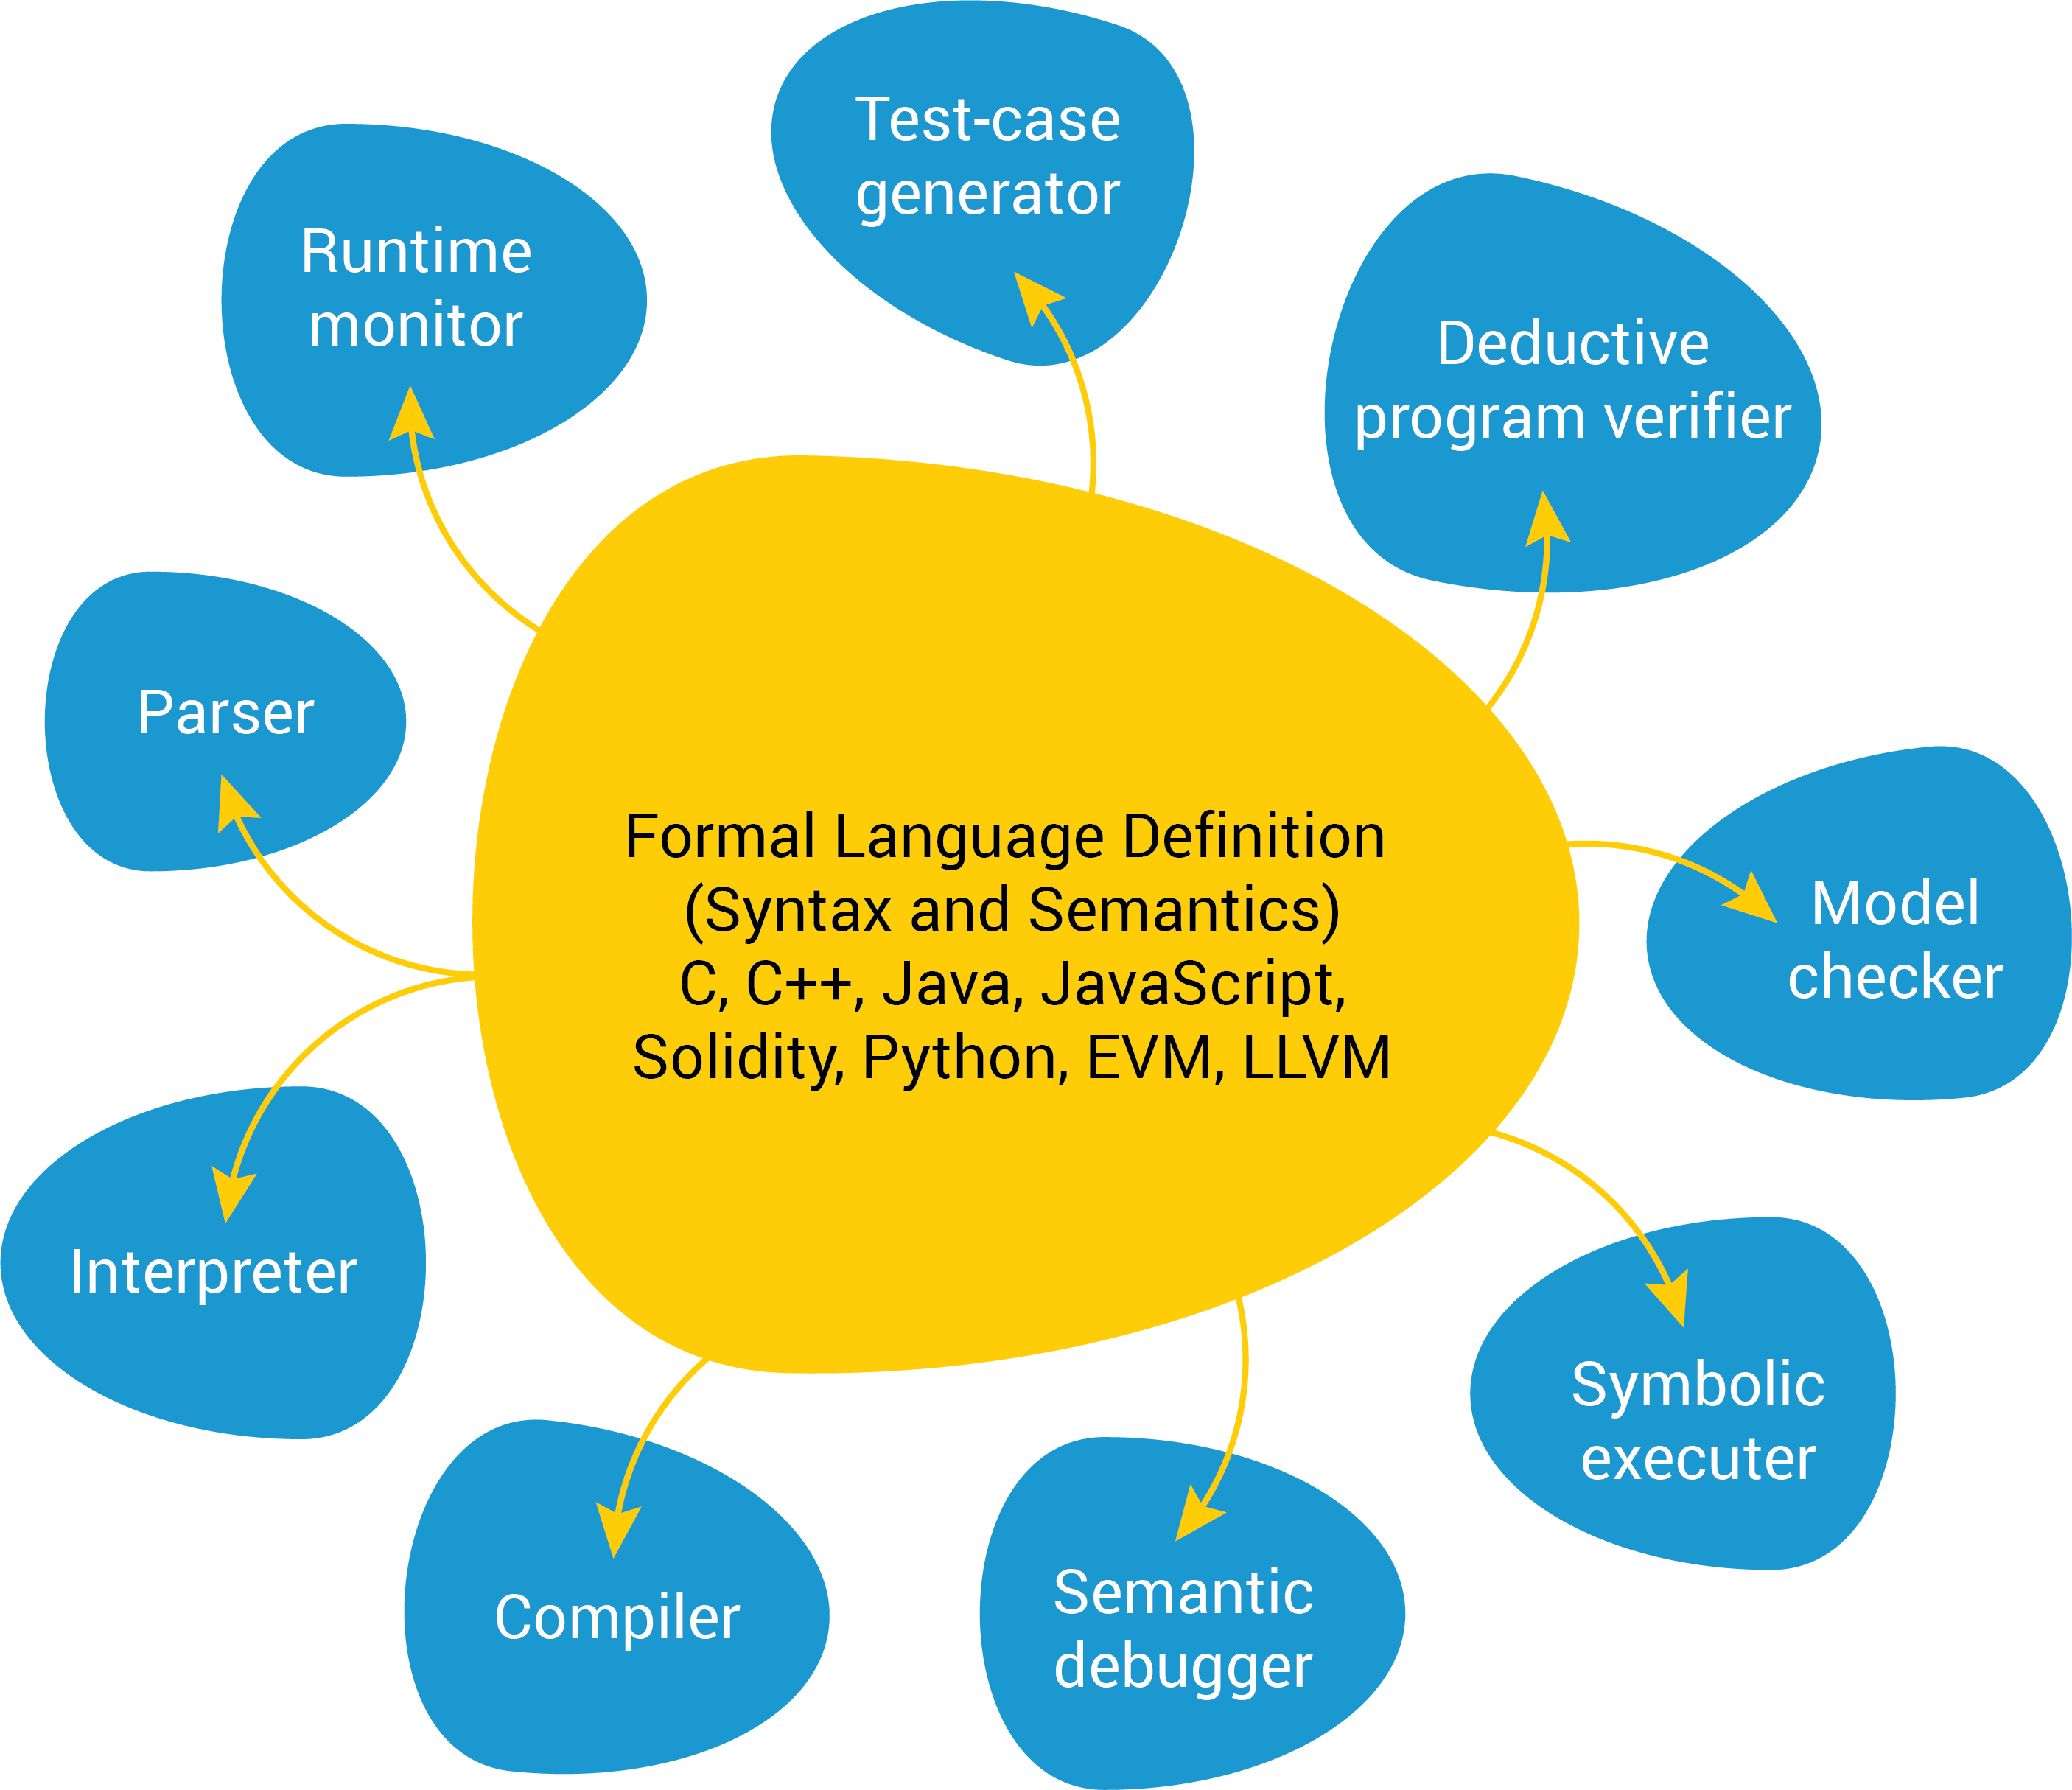 Test-case
generator
Runtime
monitor
Deductive
program verifier
Parser
Formal Language Definition
(Syntax and Semantics)
C, C++, Java, JavaScript,
Solidity, Python, EVM, LLVM
Model
checker
Interpreter
Symbolic
executer
Compiler
Semantic
debugger